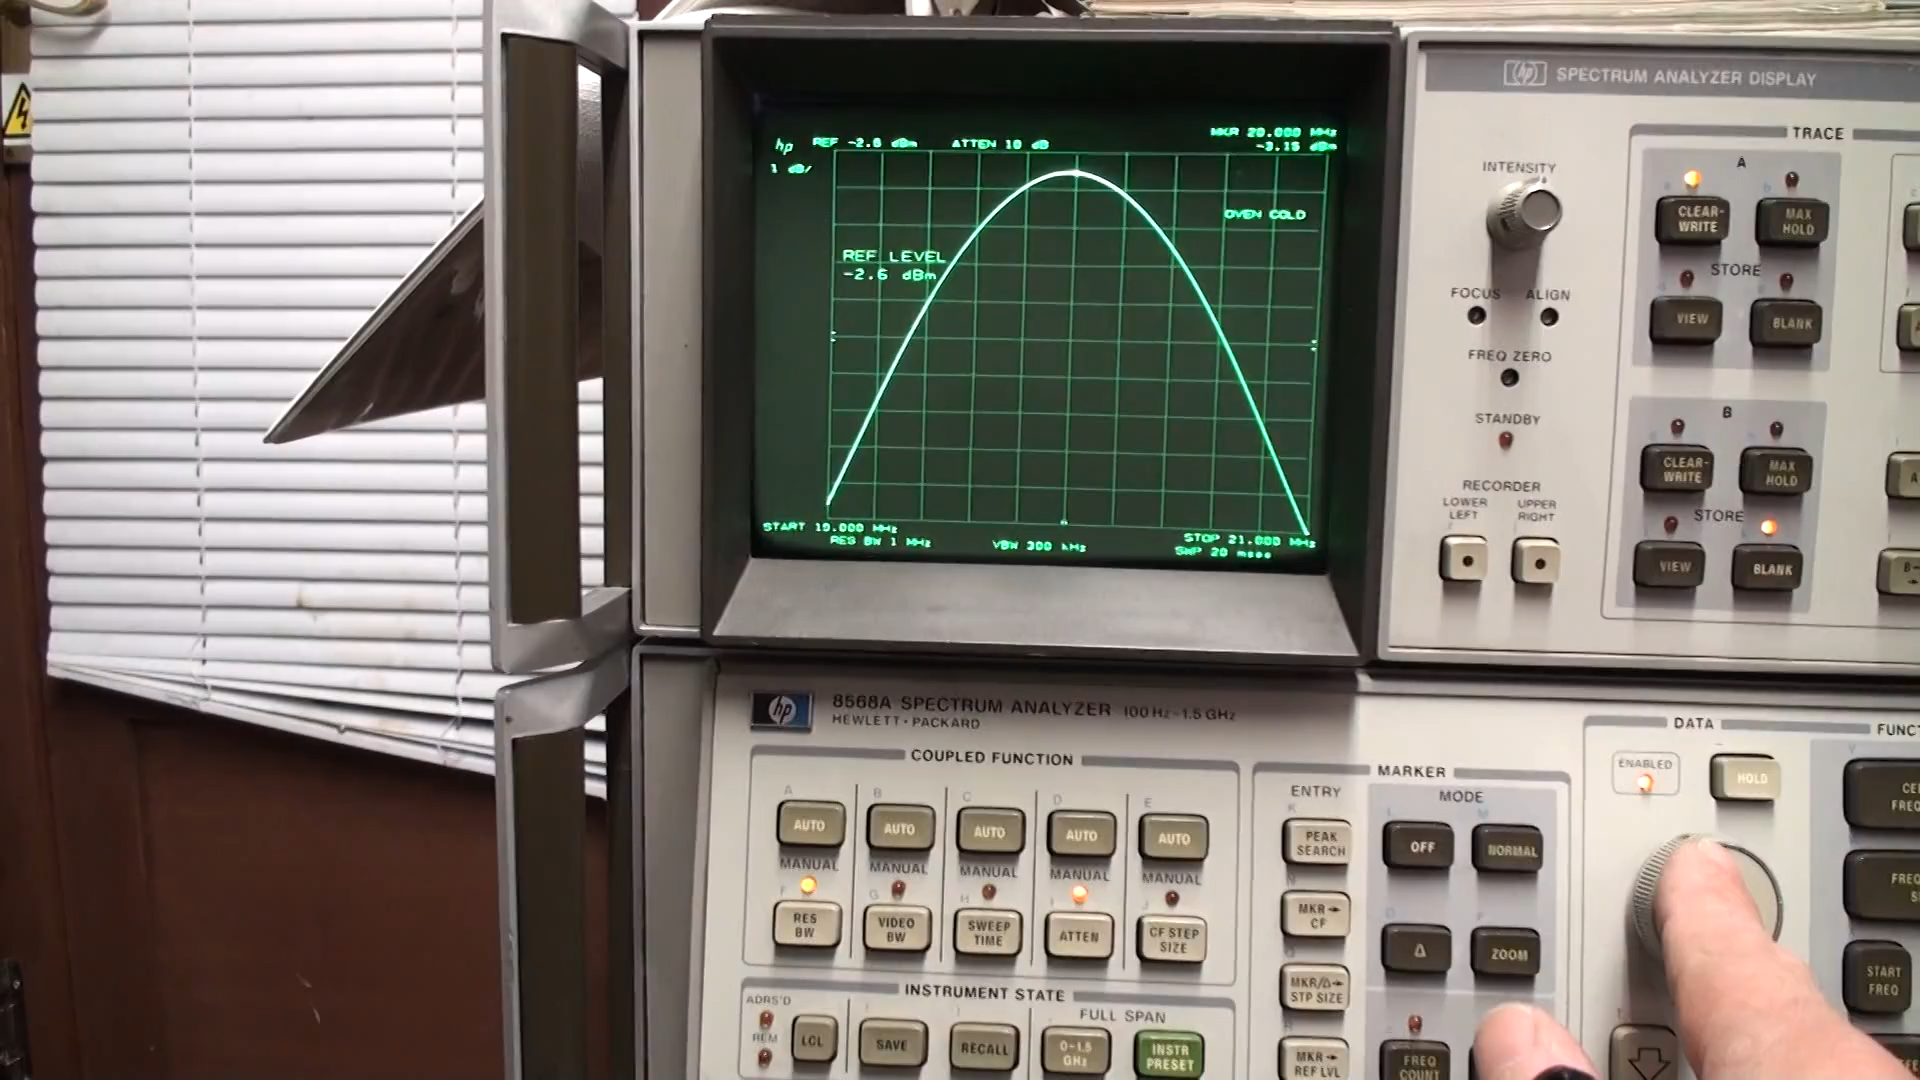 hp
REF -2.6 dBm
ATTEN 10 dB
MKR 20.000 MHz
-3.15 dBm
1 dB/
OVEN COLD
REF LEVEL
-2.6 dBm
START 19.000 MHz
STOP 21.000 MHz
RES BW 1 MHz
VBW 300 kHz
SWP 20 msec
hp SPECTRUM ANALYZER DISPLAY
TRACE
INTENSITY
A
CLEAR-
WRITE
MAX
HOLD
STORE
VIEW
BLANK
FOCUS
ALIGN
FREQ ZERO
STANDBY
B
CLEAR-
WRITE
MAX
HOLD
STORE
VIEW
BLANK
RECORDER
LOWER
LEFT
UPPER
RIGHT
hp
8568A SPECTRUM ANALYZER 100 Hz - 1.5 GHz
HEWLETT • PACKARD
COUPLED FUNCTION
A
B
C
D
E
AUTO
AUTO
AUTO
AUTO
AUTO
MANUAL
MANUAL
MANUAL
MANUAL
MANUAL
F
G
H
I
J
RES
BW
VIDEO
BW
SWEEP
TIME
ATTEN
CF STEP
SIZE
INSTRUMENT STATE
ADRS'D
REM
LCL
SAVE
RECALL
FULL SPAN
0-1.5
GHz
INSTR
PRESET
MARKER
ENTRY
MODE
K
PEAK
SEARCH
OFF
NORMAL
N
MKR→
CF
Δ
ZOOM
MKR/Δ→
STP SIZE
MKR→
REF LVL
FREQ
COUNT
DATA
ENABLED
HOLD
START
FREQ